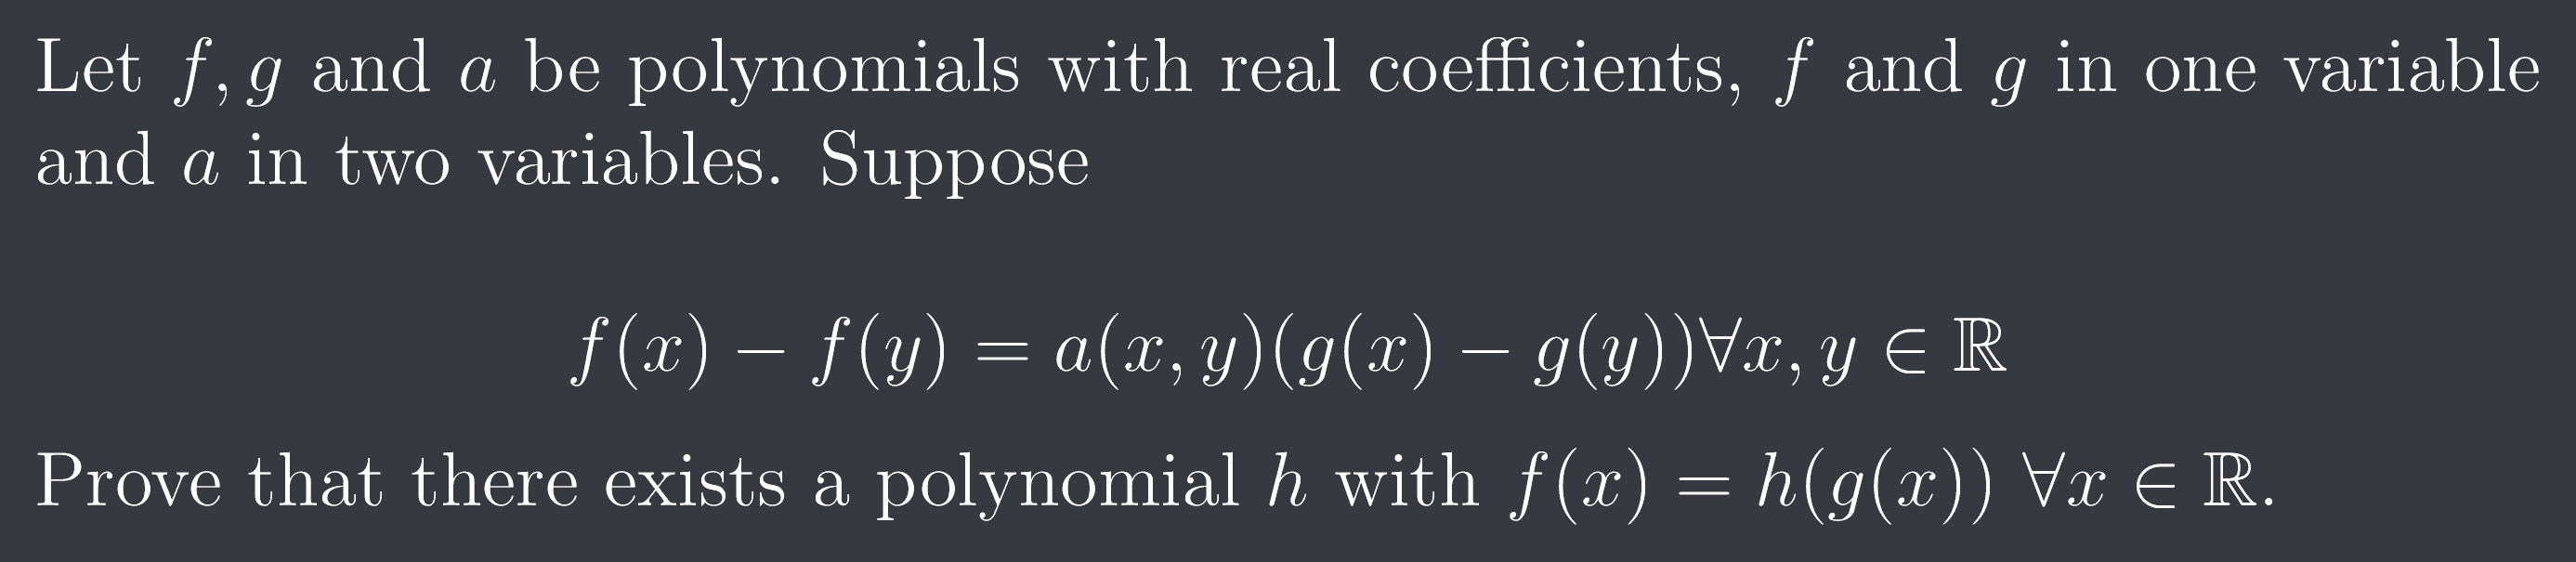 Let f, g and a be polynomials with real coefficients, f and g in one variable
and a in two variables. Suppose
f(x) − f(y) = a(x, y)(g(x) − g(y))∀x, y ∈ ℝ
Prove that there exists a polynomial h with f(x) = h(g(x)) ∀x ∈ ℝ.